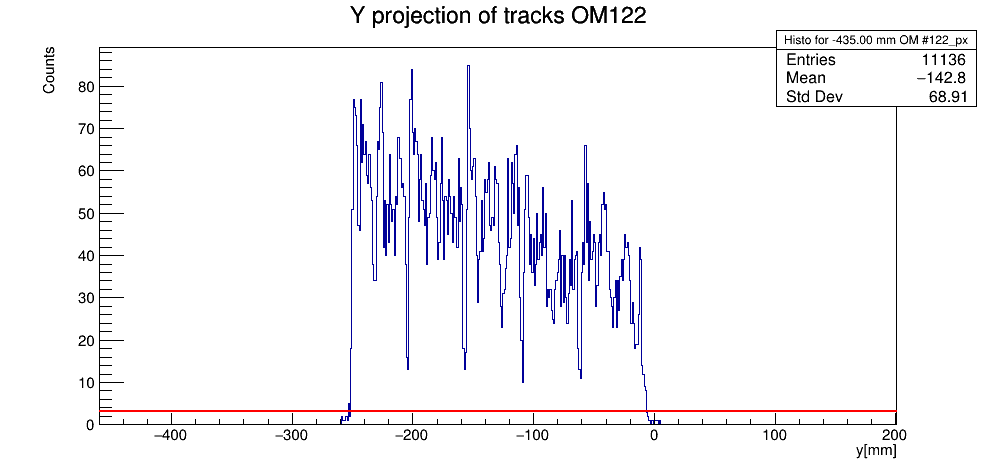 Y projection of tracks OM122
Histo for -435.00 mm OM #122_px
Entries 11136
Mean −142.8
Std Dev 68.91
Counts
80
70
60
50
40
30
20
10
0
−400 −300 −200 −100 0 100 200
y[mm]